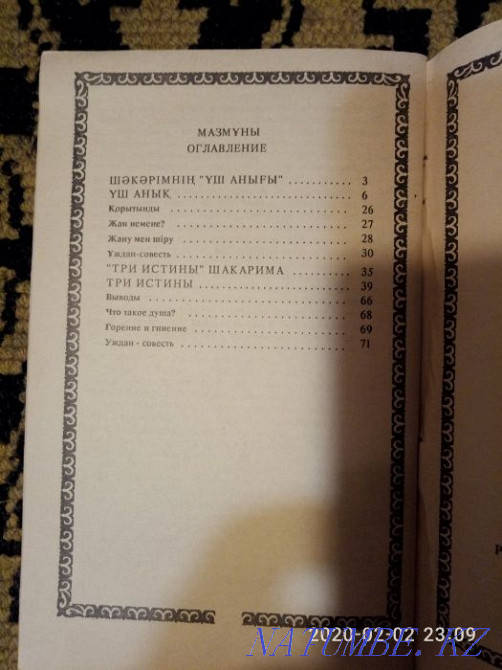 МАЗМҰНЫ
ОГЛАВЛЕНИЕ
ШӘКӘРІМНІҢ "ҮШ АНЫҒЫ" ........... 3
ҮШ АНЫҚ ........... 6
Қорытынды ........... 26
Жан немене? ........... 27
Жану мен шіру ........... 28
Ұждан-совесть ........... 30
"ТРИ ИСТИНЫ" ШАКАРИМА ........... 35
ТРИ ИСТИНЫ ........... 39
Выводы ........... 66
Что такое душа? ........... 68
Горение и гниение ........... 69
Уждан - совесть ........... 71
2020-02-02 23:09
NATUMBE.KZ